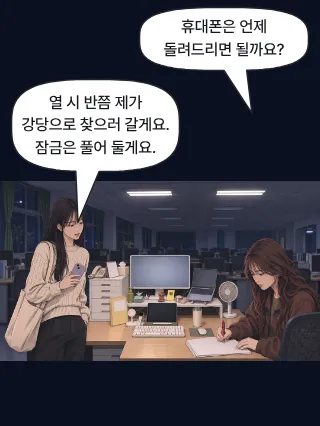 휴대폰은 언제
돌려드리면 될까요?
열 시 반쯤 제가
강당으로 찾으러 갈게요.
잠금은 풀어 둘게요.